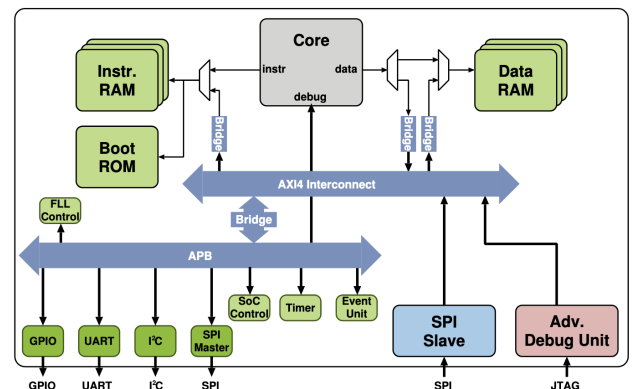 Core
instr
data
debug
Instr.
RAM
Data
RAM
Boot
ROM
Bridge
Bridge
Bridge
AXI4 Interconnect
FLL
Control
Bridge
APB
GPIO
UART
I²C
SPI
Master
SoC
Control
Timer
Event
Unit
SPI
Slave
Adv.
Debug Unit
GPIO
UART
I²C
SPI
SPI
JTAG